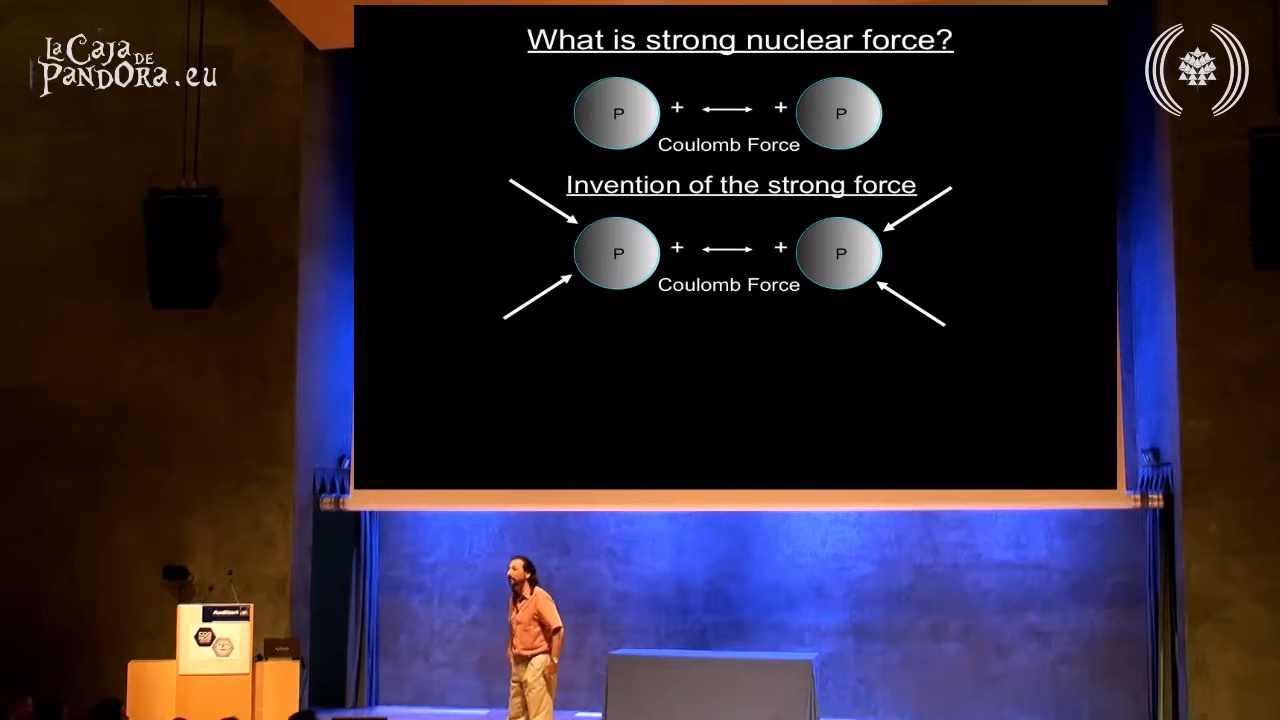 La Caja
de
Pandora.eu
What is strong nuclear force?
P + + P
Coulomb Force
Invention of the strong force
P + + P
Coulomb Force
Auditori